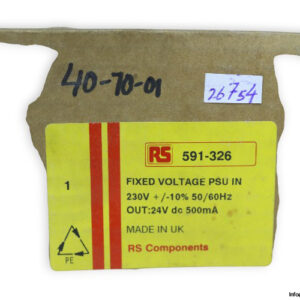 40-70-01
26754
RS 591-326
1
FIXED VOLTAGE PSU IN
230V +/-10% 50/60Hz
OUT:24V dc 500mA
MADE IN UK
PE
RS Components